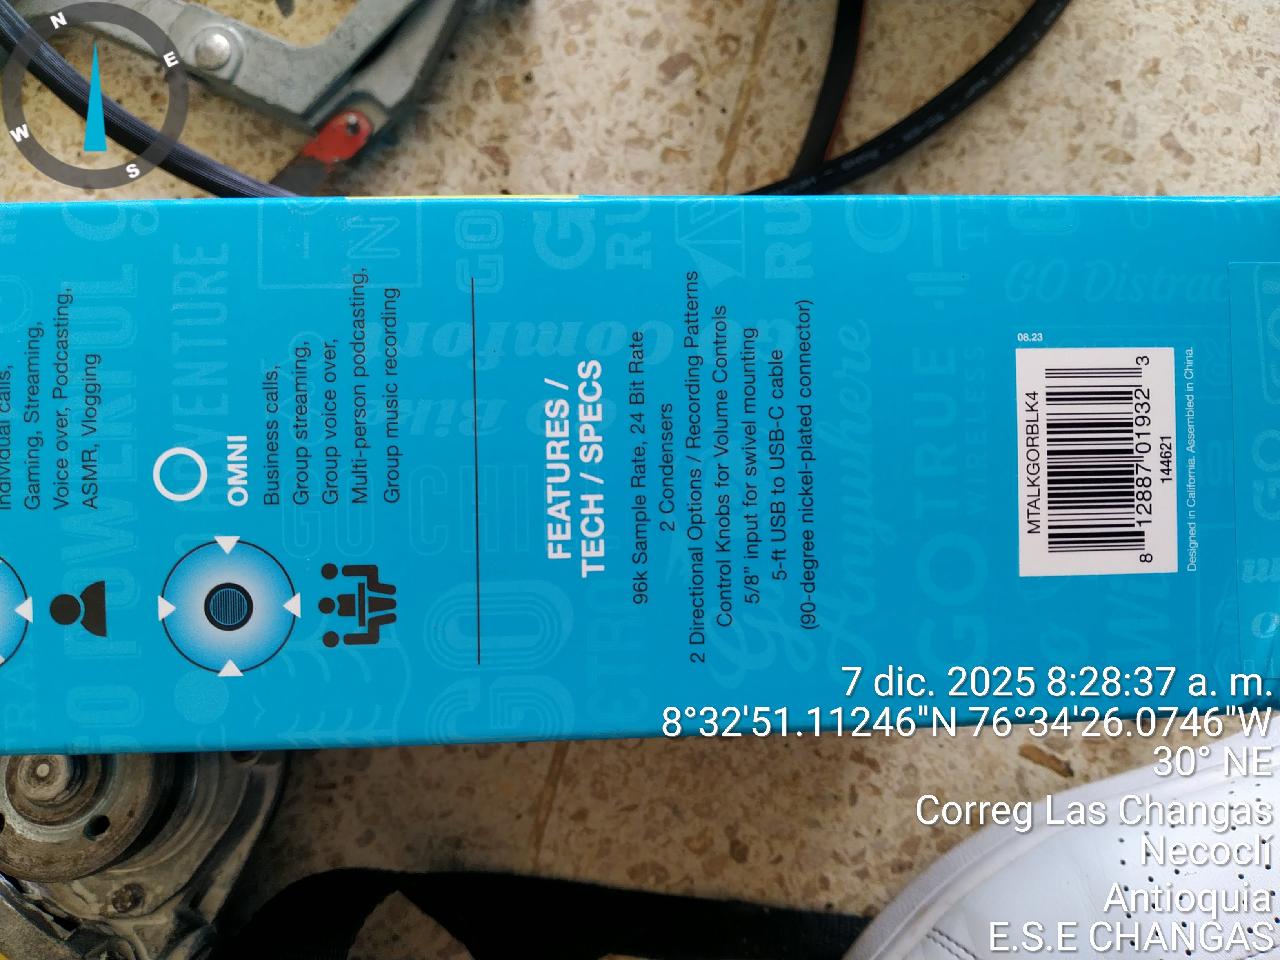 Gaming, Streaming,
Voice over, Podcasting,
ASMR, Vlogging
OMNI
Business calls,
Group streaming,
Group voice over,
Multi-person podcasting,
Group music recording
FEATURES /
TECH / SPECS
96k Sample Rate, 24 Bit Rate
2 Condensers
2 Directional Options / Recording Patterns
Control Knobs for Volume Controls
5/8" input for swivel mounting
5-ft USB to USB-C cable
(90-degree nickel-plated connector)
08.23
MTALKGORBLK4
8 12887 01932 3
144621
Designed in California. Assembled in China.
N
E
S
W
7 dic. 2025 8:28:37 a. m.
8°32'51.11246"N 76°34'26.0746"W
30° NE
Correg Las Changas
Necoclí
Antioquia
E.S.E CHANGAS